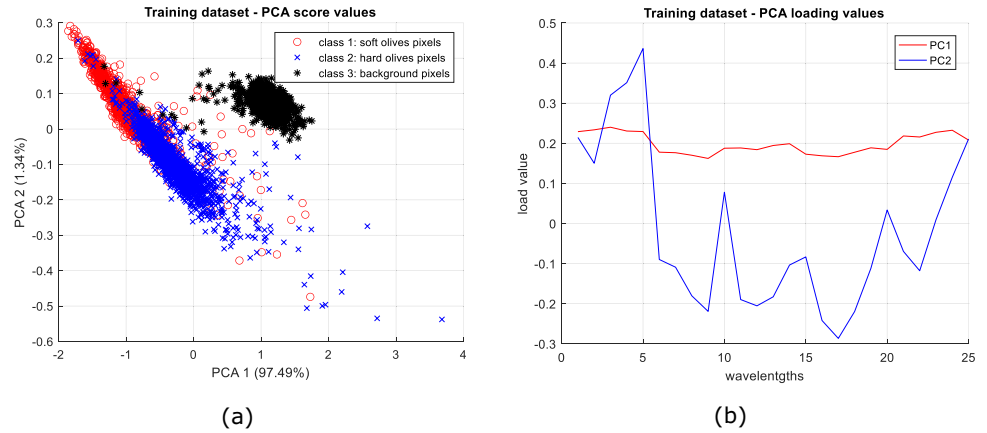 Training dataset - PCA score values
0.3
0.2
0.1
0
-0.1
-0.2
-0.3
-0.4
-0.5
-0.6
PCA 2 (1.34%)
class 1: soft olives pixels
class 2: hard olives pixels
class 3: background pixels
-2
-1
0
1
2
3
4
PCA 1 (97.49%)
(a)
Training dataset - PCA loading values
0.5
0.4
0.3
0.2
0.1
0
-0.1
-0.2
-0.3
load value
PC1
PC2
0
5
10
15
20
25
wavelentgths
(b)